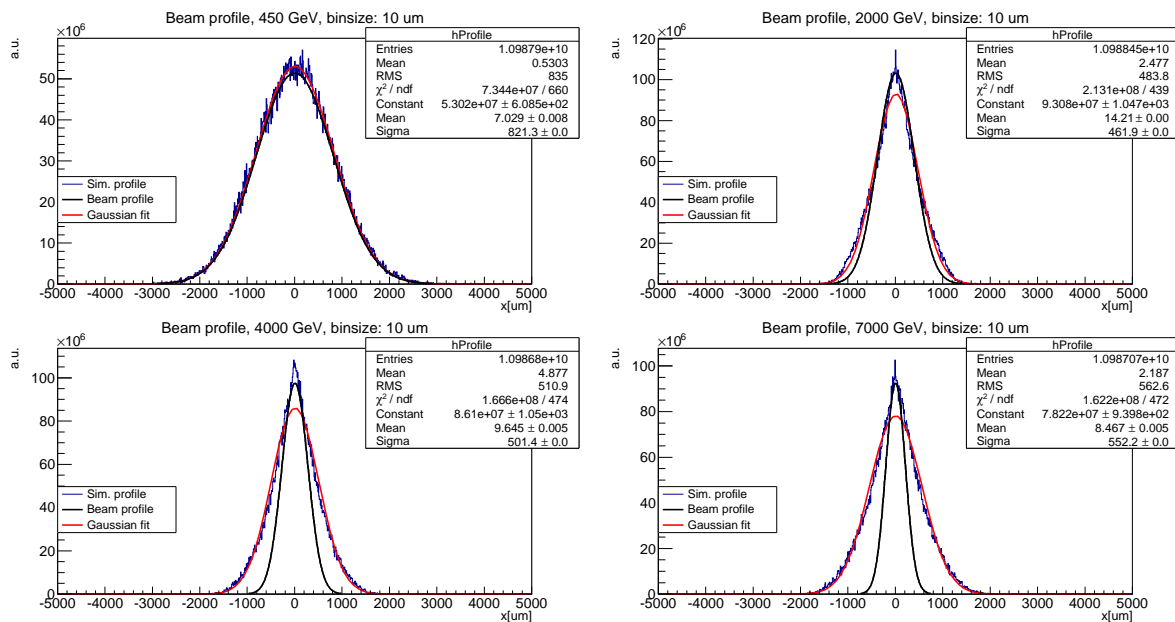 Beam profile, 450 GeV, binsize: 10 um
×10⁶
a.u.
hProfile
Entries 1.09879e+10
Mean 0.5303
RMS 835
χ² / ndf 7.344e+07 / 660
Constant 5.302e+07 ± 6.085e+02
Mean 7.029 ± 0.008
Sigma 821.3 ± 0.0
Sim. profile
Beam profile
Gaussian fit
50
40
30
20
10
0
-5000 -4000 -3000 -2000 -1000 0 1000 2000 3000 4000 5000
x[um]
Beam profile, 2000 GeV, binsize: 10 um
×10⁶
a.u.
hProfile
Entries 1.098845e+10
Mean 2.477
RMS 483.8
χ² / ndf 2.131e+08 / 439
Constant 9.308e+07 ± 1.047e+03
Mean 14.21 ± 0.00
Sigma 461.9 ± 0.0
Sim. profile
Beam profile
Gaussian fit
120
100
80
60
40
20
0
-5000 -4000 -3000 -2000 -1000 0 1000 2000 3000 4000 5000
x[um]
Beam profile, 4000 GeV, binsize: 10 um
×10⁶
a.u.
hProfile
Entries 1.09868e+10
Mean 4.877
RMS 510.9
χ² / ndf 1.666e+08 / 474
Constant 8.61e+07 ± 1.05e+03
Mean 9.645 ± 0.005
Sigma 501.4 ± 0.0
Sim. profile
Beam profile
Gaussian fit
100
80
60
40
20
0
-5000 -4000 -3000 -2000 -1000 0 1000 2000 3000 4000 5000
x[um]
Beam profile, 7000 GeV, binsize: 10 um
×10⁶
a.u.
hProfile
Entries 1.098707e+10
Mean 2.187
RMS 562.6
χ² / ndf 1.622e+08 / 472
Constant 7.822e+07 ± 9.398e+02
Mean 8.467 ± 0.005
Sigma 552.2 ± 0.0
Sim. profile
Beam profile
Gaussian fit
100
80
60
40
20
0
-5000 -4000 -3000 -2000 -1000 0 1000 2000 3000 4000 5000
x[um]